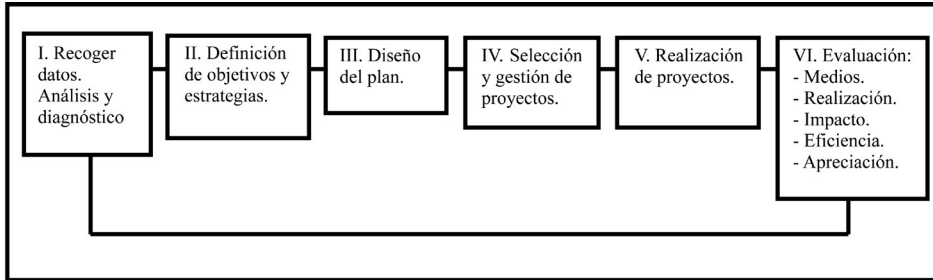 I. Recoger
datos.
Análisis y
diagnóstico
II. Definición
de objetivos y
estrategias.
III. Diseño
del plan.
IV. Selección
y gestión de
proyectos.
V. Realización
de proyectos.
VI. Evaluación:
- Medios.
- Realización.
- Impacto.
- Eficiencia.
- Apreciación.